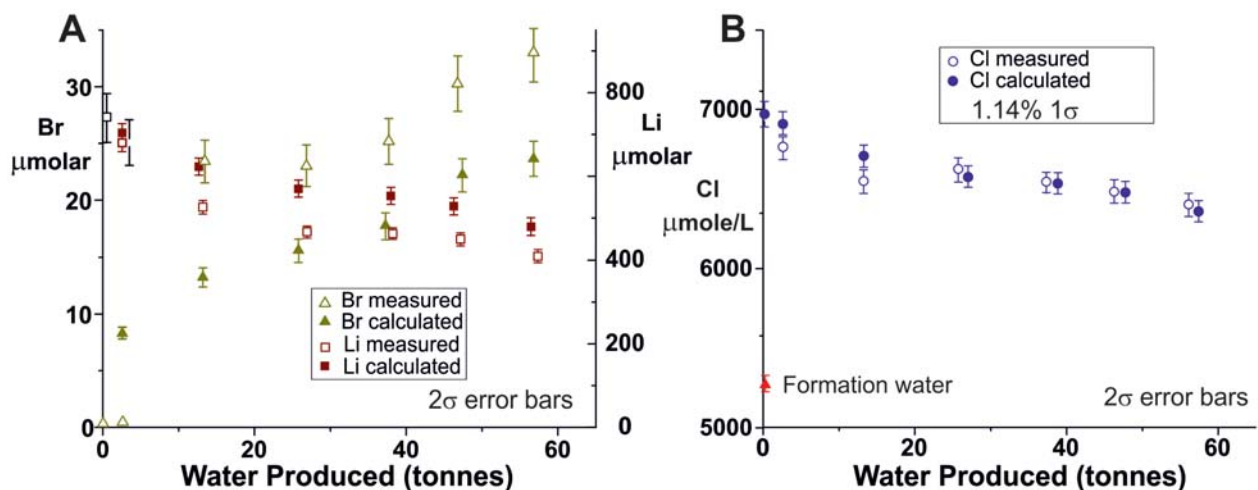 A
Br
μmolar
30
20
10
0
0
20
40
60
Water Produced (tonnes)
Li
μmolar
800
600
400
200
0
Br measured
Br calculated
Li measured
Li calculated
2σ error bars
B
Cl measured
Cl calculated
1.14% 1σ
7000
Cl
μmole/L
6000
5000
Formation water
2σ error bars
0
20
40
60
Water Produced (tonnes)